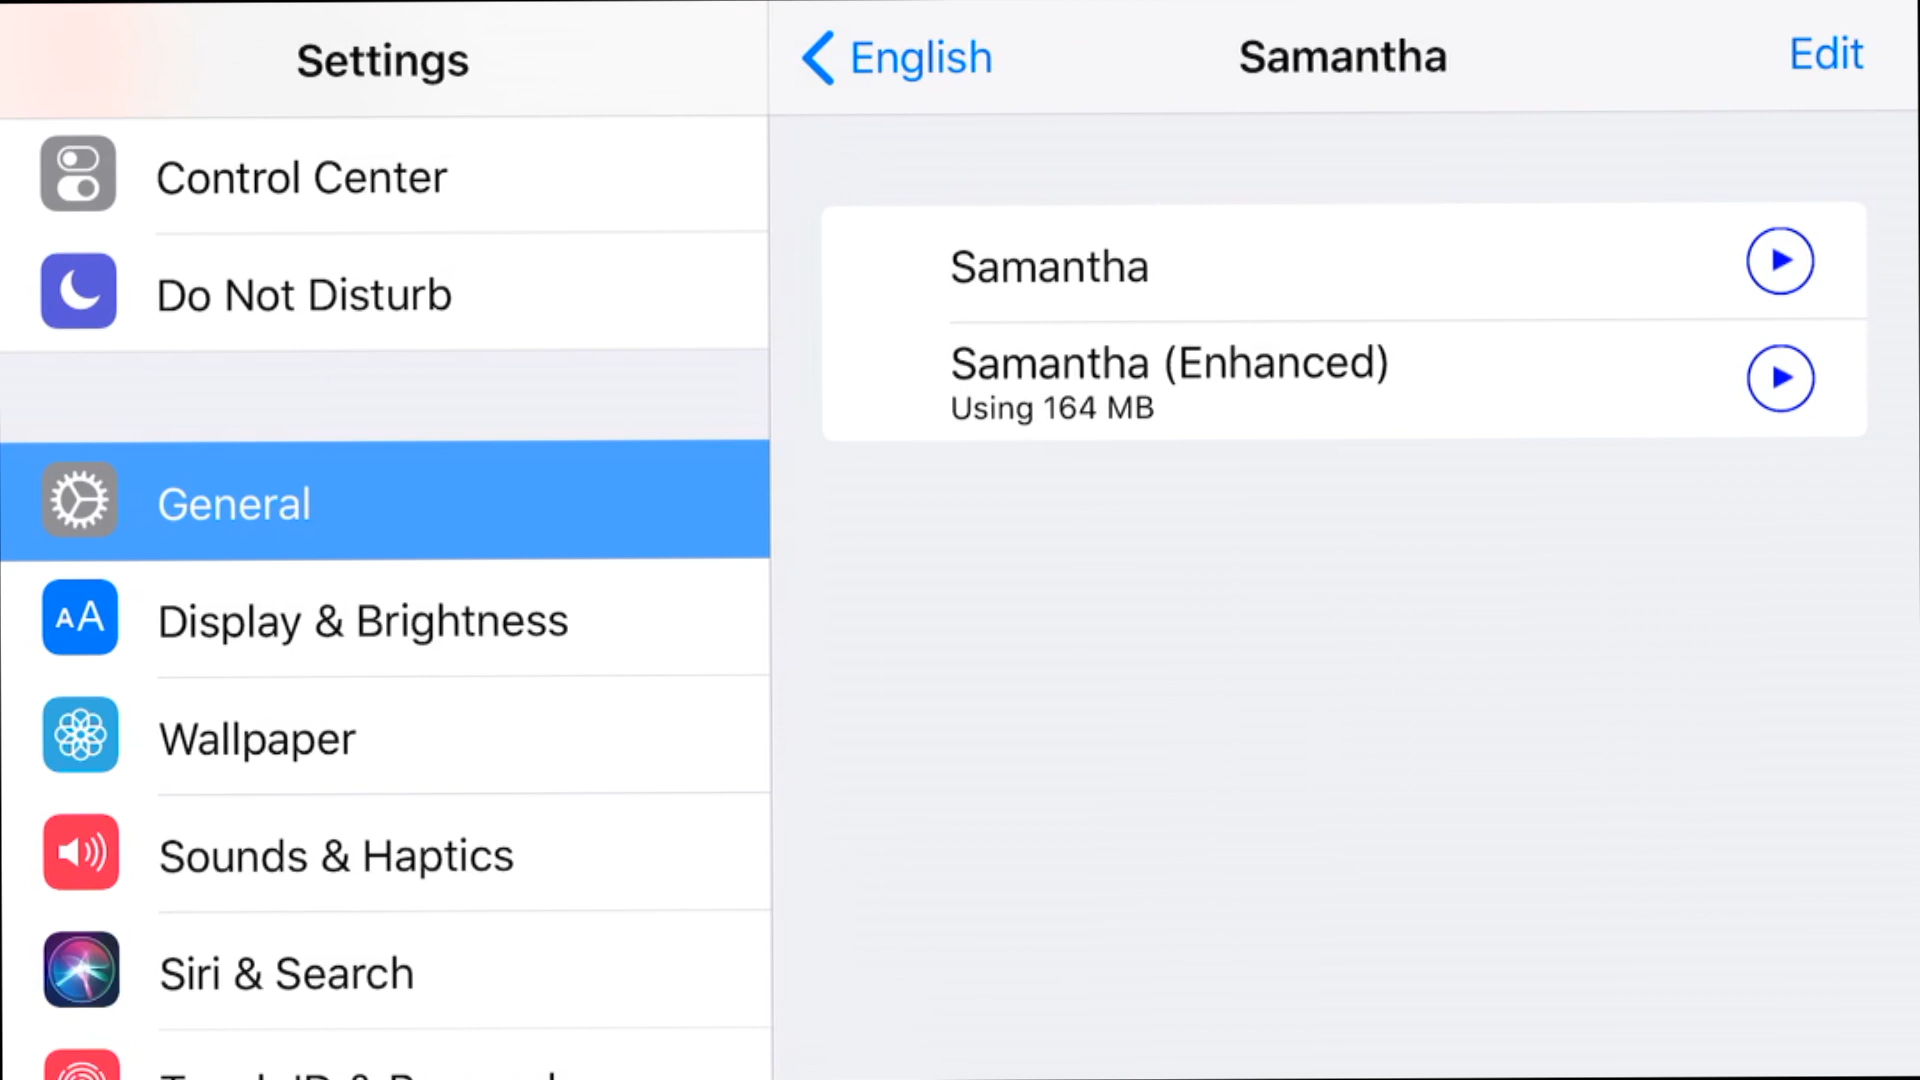 Settings
Control Center
Do Not Disturb
General
AA
Display & Brightness
Wallpaper
Sounds & Haptics
Siri & Search
English
Samantha
Edit
Samantha
Samantha (Enhanced)
Using 164 MB